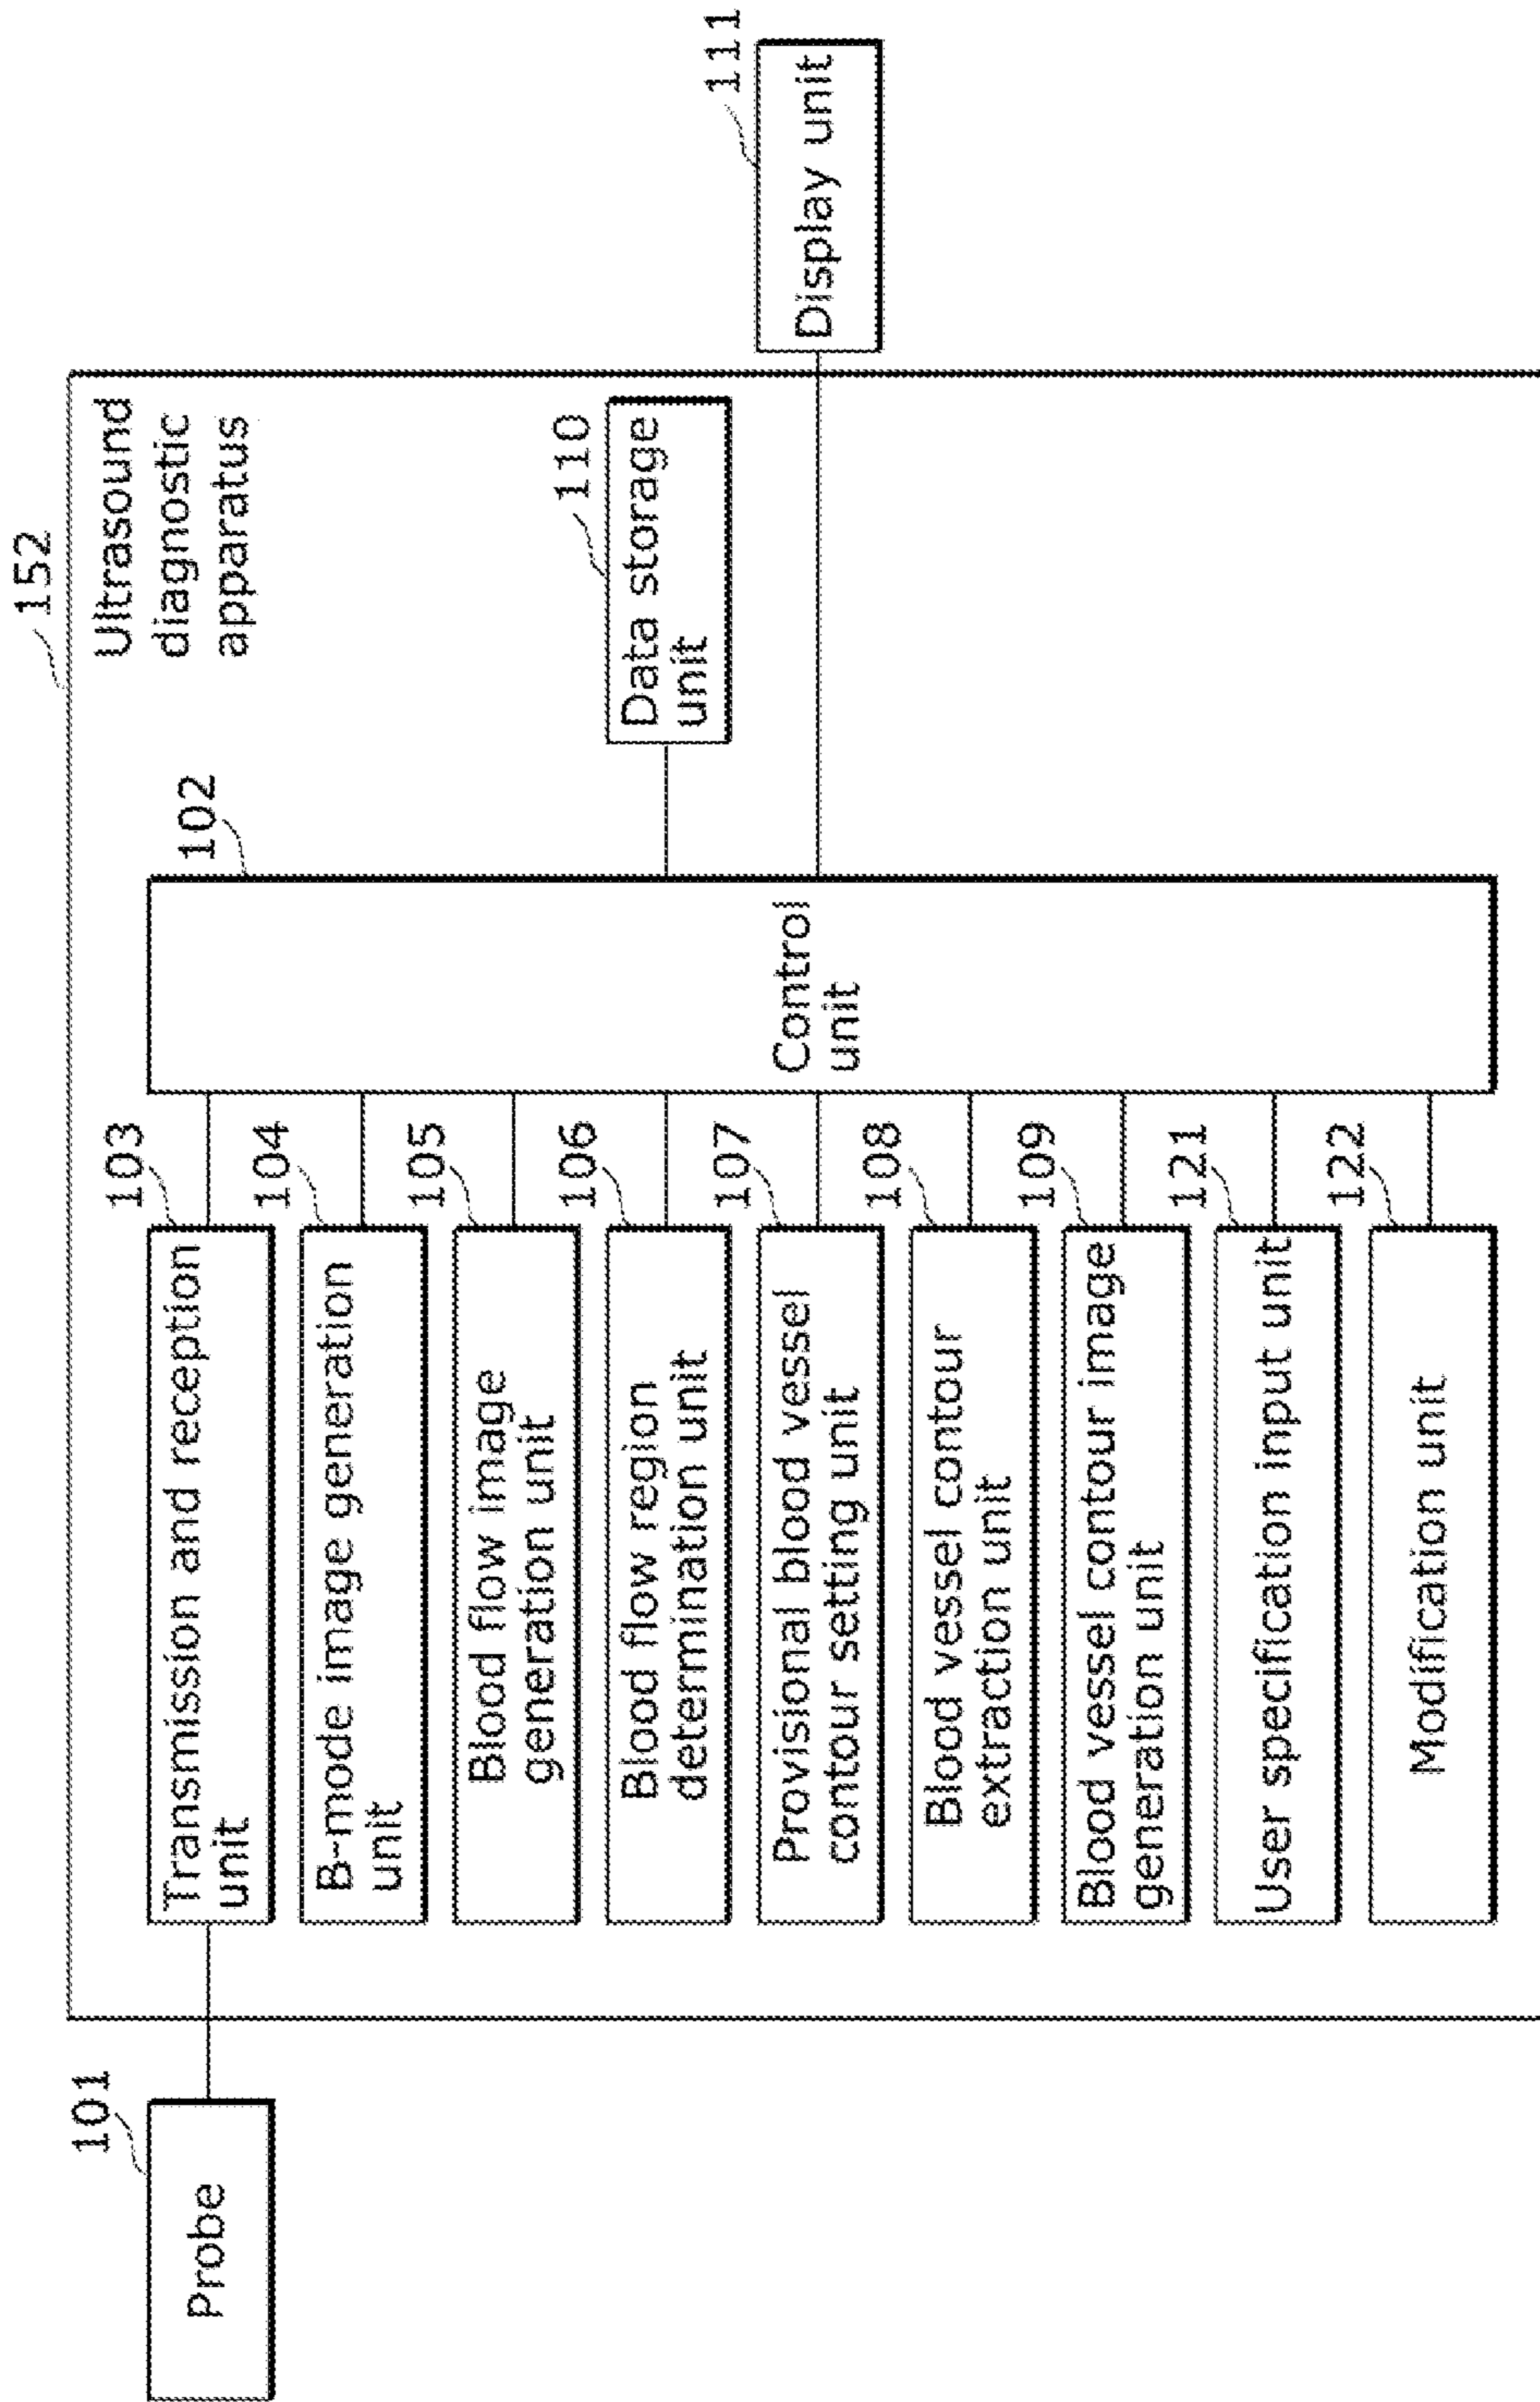 152
Ultrasound
diagnostic
apparatus
101
Probe
103
Transmission and reception
unit
104
B-mode image generation
unit
105
Blood flow image
generation unit
106
Blood flow region
determination unit
107
Provisional blood vessel
contour setting unit
108
Blood vessel contour
extraction unit
109
Blood vessel contour image
generation unit
121
User specification input unit
122
Modification unit
102
Control
unit
110
Data storage
unit
111
Display unit